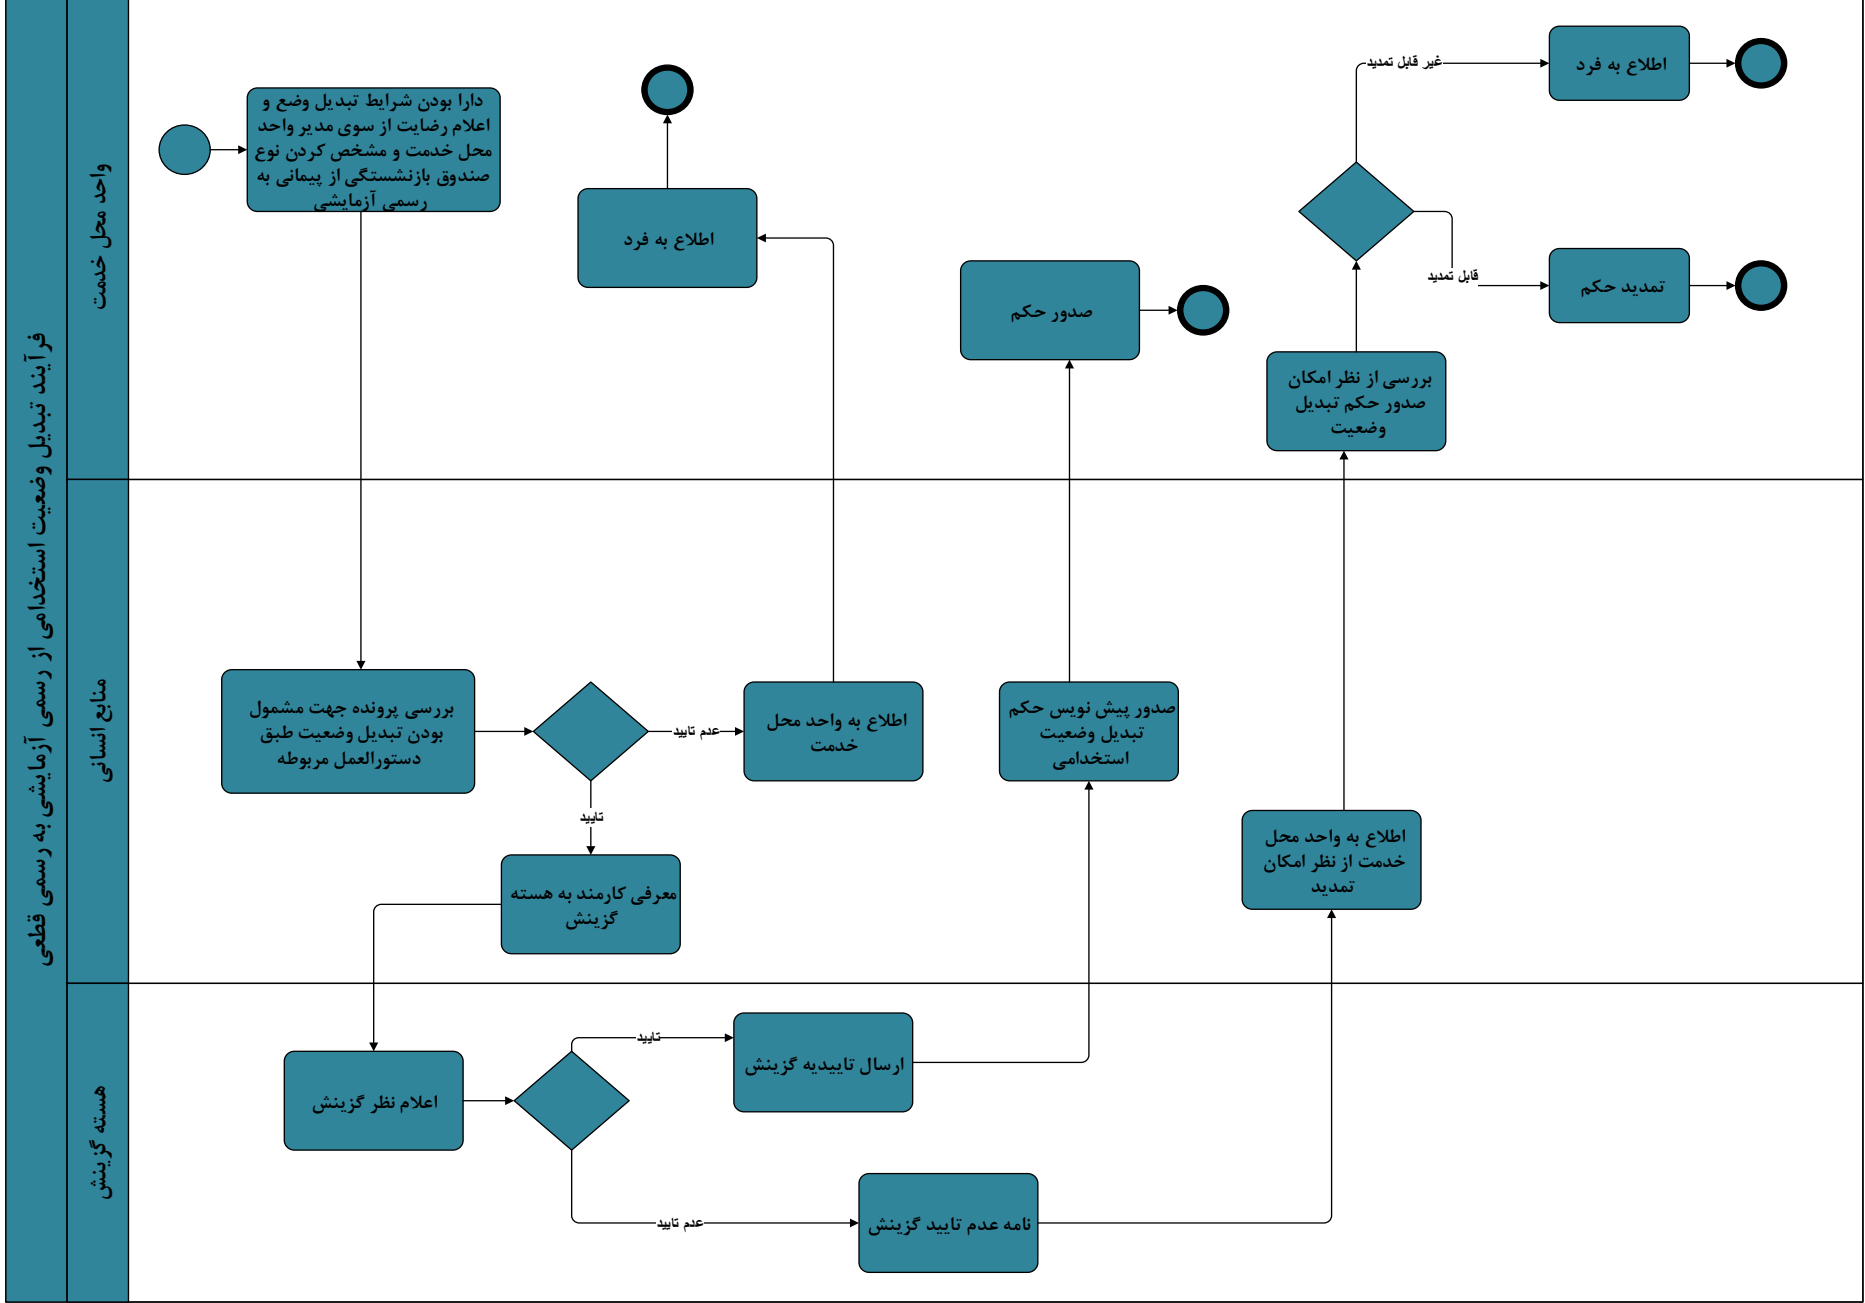 فرآیند تبدیل وضعیت استخدامی از رسمی آزمایشی به رسمی قطعی
واحد محل خدمت
دارا بودن شرایط تبدیل وضع و
اعلام رضایت از سوی مدیر واحد
محل خدمت و مشخص کردن نوع
صندوق بازنشستگی از پیمانی به
رسمی آزمایشی
اطلاع به فرد
صدور حکم
بررسی از نظر امکان
صدور حکم تبدیل
وضعیت
غیر قابل تمدید
اطلاع به فرد
قابل تمدید
تمدید حکم
منابع انسانی
بررسی پرونده جهت مشمول
بودن تبدیل وضعیت طبق
دستورالعمل مربوطه
عدم تایید
اطلاع به واحد محل
خدمت
تایید
معرفی کارمند به هسته
گزینش
صدور پیش نویس حکم
تبدیل وضعیت
استخدامی
اطلاع به واحد محل
خدمت از نظر امکان
تمدید
هسته گزینش
اعلام نظر گزینش
تایید
ارسال تاییدیه گزینش
عدم تایید
نامه عدم تایید گزینش